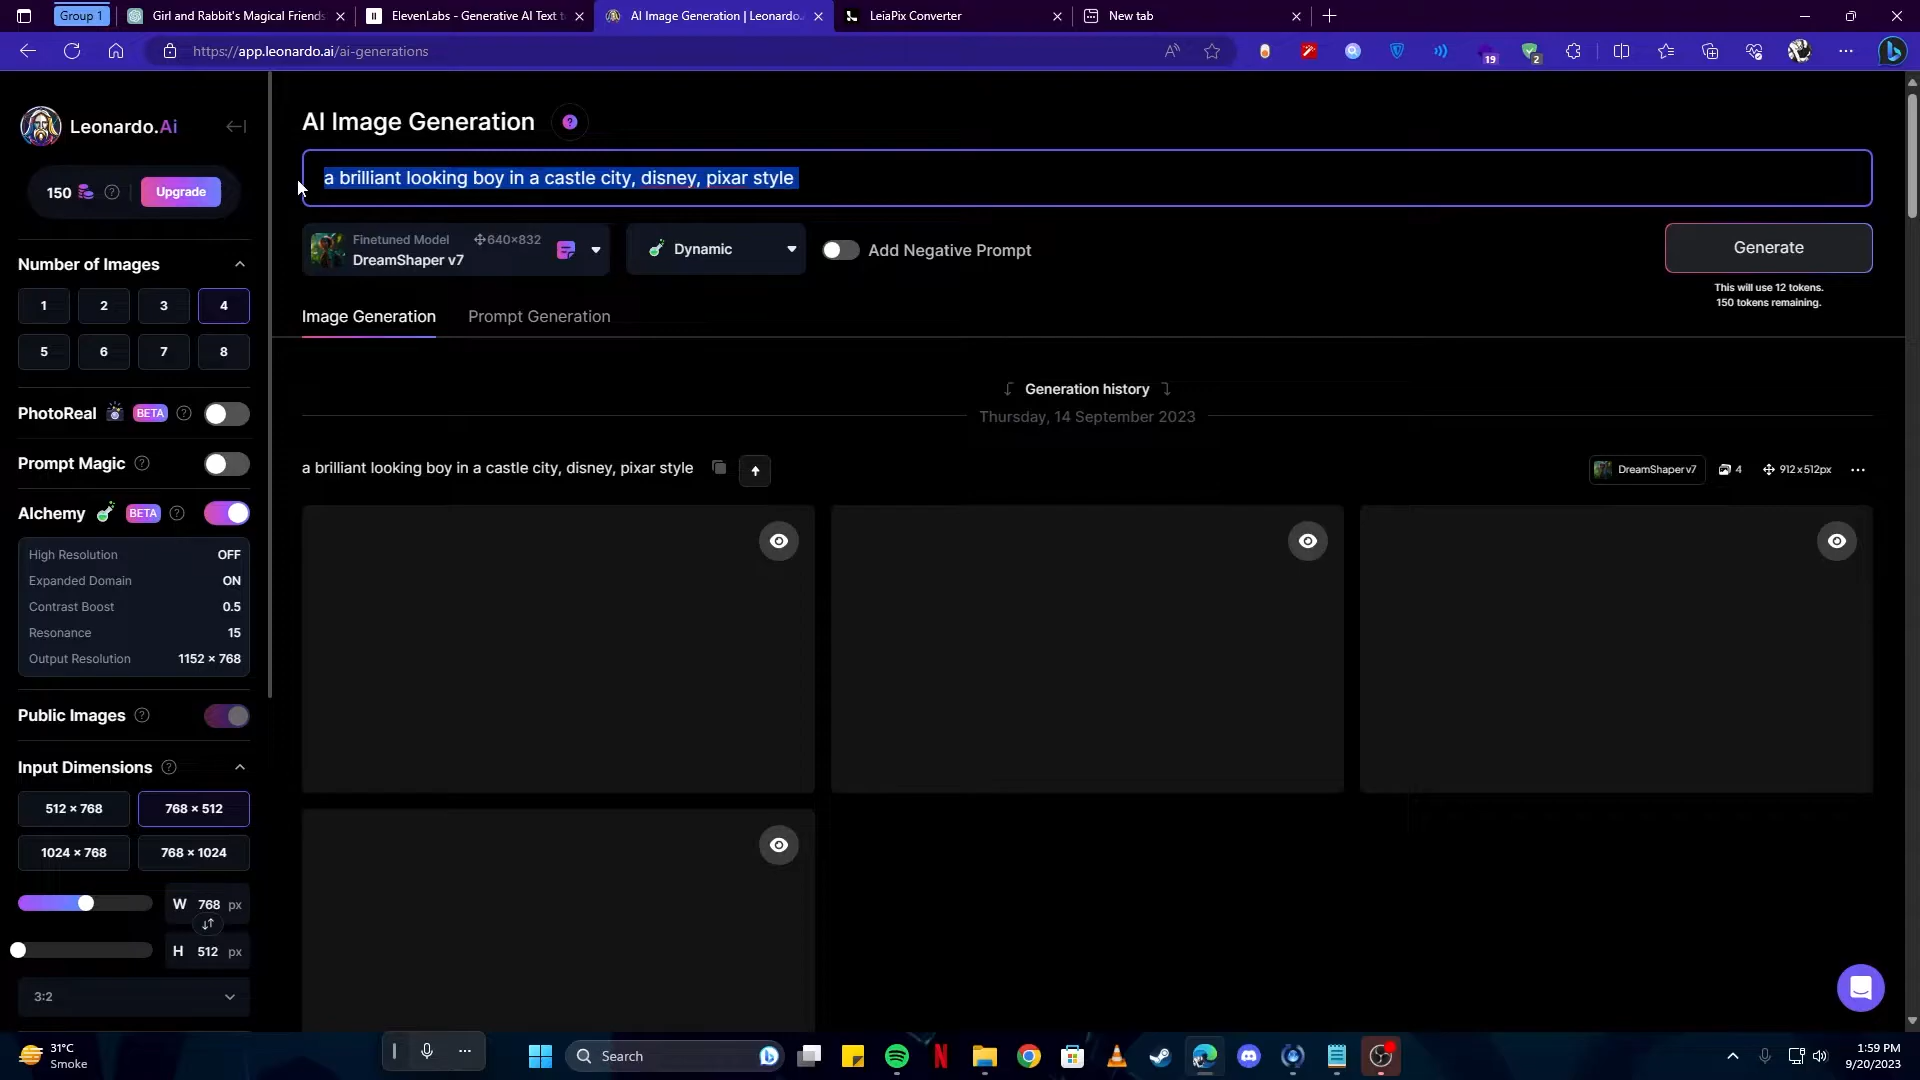 Group 1
Girl and Rabbit's Magical Friends
ElevenLabs - Generative AI Text t
AI Image Generation | Leonardo.
LeiaPix Converter
New tab
https://app.leonardo.ai/ai-generations
19
2
Leonardo.Ai
150
Upgrade
Number of Images
1
2
3
4
5
6
7
8
PhotoReal
BETA
Prompt Magic
Alchemy
BETA
High Resolution
OFF
Expanded Domain
ON
Contrast Boost
0.5
Resonance
15
Output Resolution
1152 × 768
Public Images
Input Dimensions
512 × 768
768 × 512
1024 × 768
768 × 1024
W 768 px
H 512 px
3:2
AI Image Generation
a brilliant looking boy in a castle city, disney, pixar style
Finetuned Model
640×832
DreamShaper v7
Dynamic
Add Negative Prompt
Generate
This will use 12 tokens.
150 tokens remaining.
Image Generation
Prompt Generation
Generation history
Thursday, 14 September 2023
a brilliant looking boy in a castle city, disney, pixar style
DreamShaper v7
4
912 x 512px
31°C
Smoke
Search
1:59 PM
9/20/2023